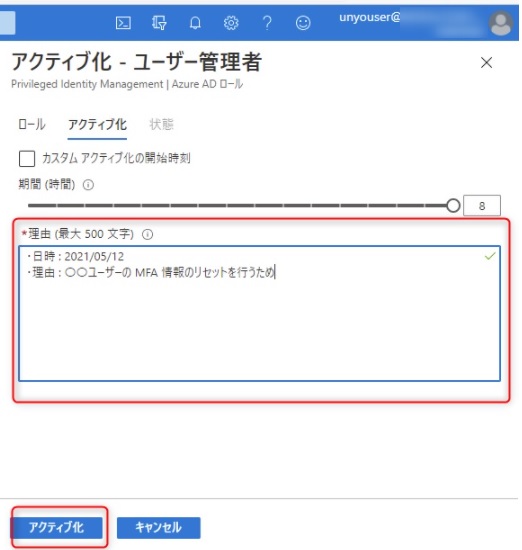 unyouser@
アクティブ化 - ユーザー管理者
Privileged Identity Management | Azure AD ロール
ロール アクティブ化 状態
カスタム アクティブ化の開始時刻
期間 (時間)
8
*理由 (最大 500 文字)
・日時 : 2021/05/12
・理由 : 〇〇ユーザーの MFA 情報のリセットを行うため
アクティブ化 キャンセル